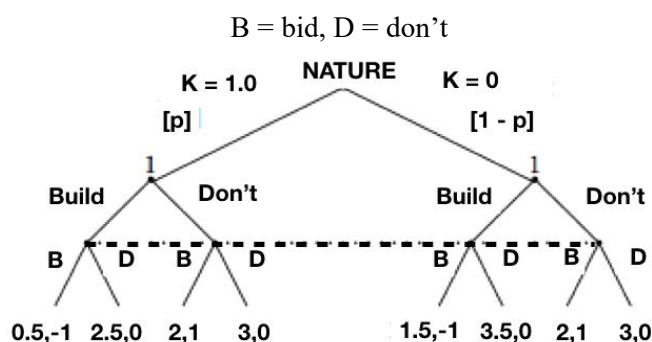 B = bid, D = don’t
NATURE
K = 1.0 K = 0
[p] [1 - p]
1 1
Build Don't Build Don't
B D B D B D B D
0.5,-1 2.5,0 2,1 3,0 1.5,-1 3.5,0 2,1 3,0